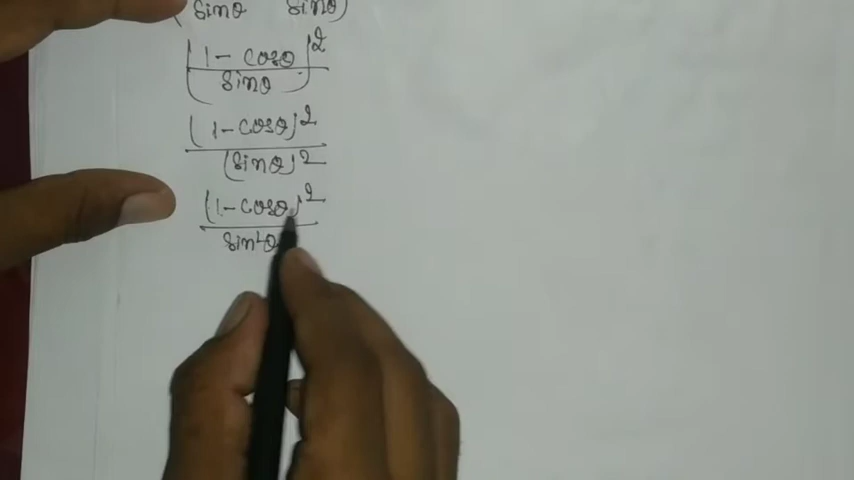 sinθ sinθ)
(1 - cosθ)²
sinθ
(1 - cosθ)²
(sinθ)²
(1 - cosθ)²
sin²θ